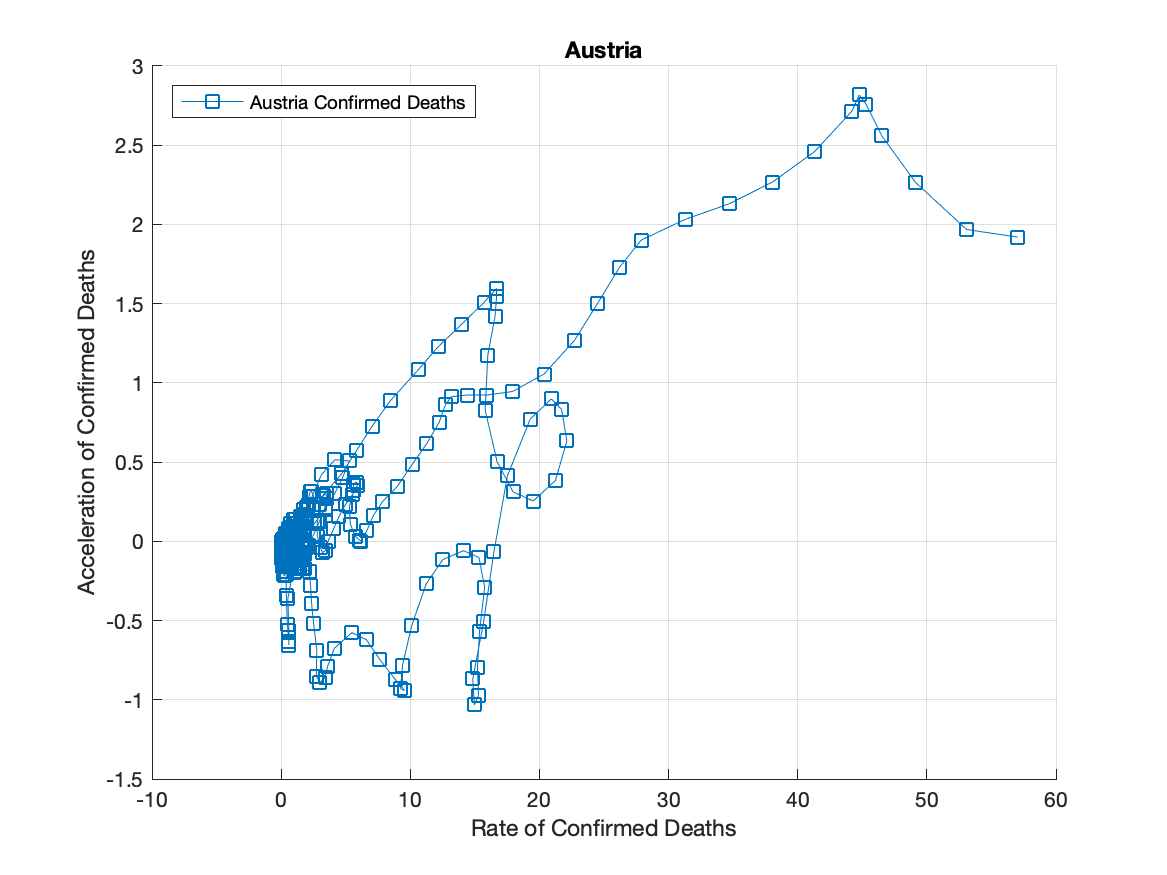 Austria
Austria Confirmed Deaths
3
2.5
2
1.5
1
0.5
0
-0.5
-1
-1.5
Acceleration of Confirmed Deaths
-10 0 10 20 30 40 50 60
Rate of Confirmed Deaths